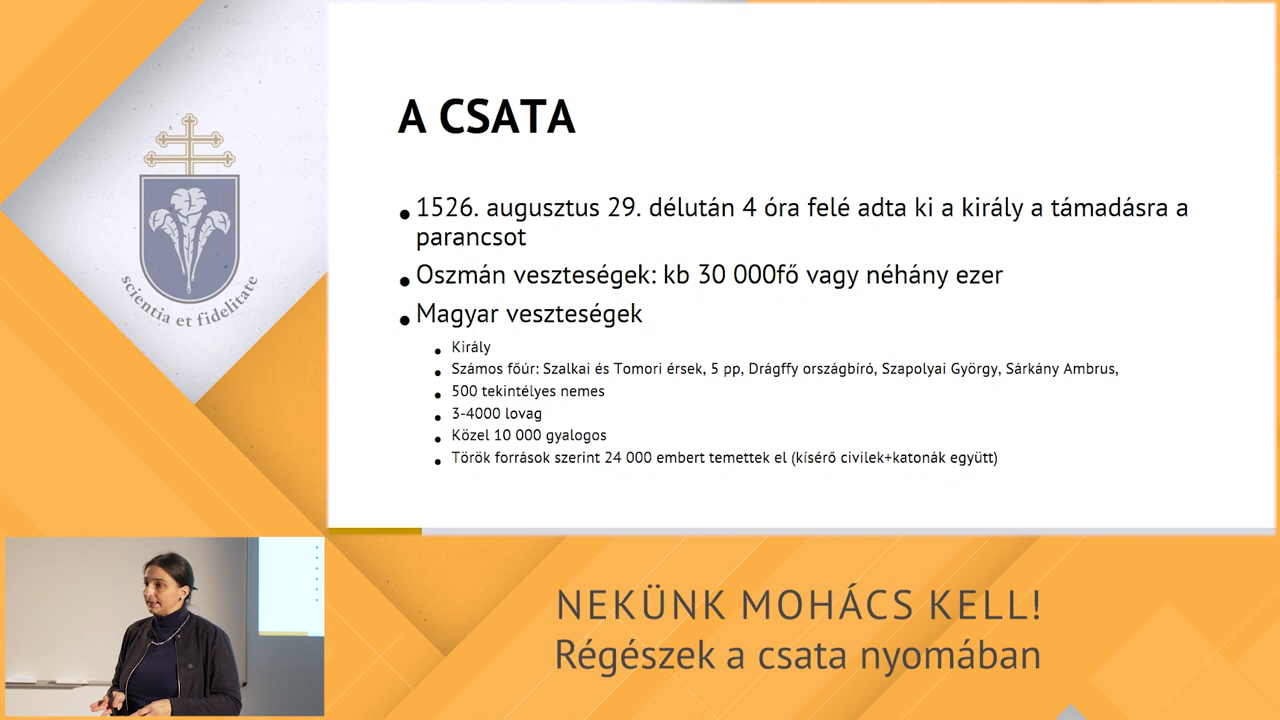 A CSATA
• 1526. augusztus 29. délután 4 óra felé adta ki a király a támadásra a
parancsot
• Oszmán veszteségek: kb 30 000fő vagy néhány ezer
• Magyar veszteségek
• Király
• Számos főúr: Szalkai és Tomori érsek, 5 pp, Drágffy országbíró, Szapolyai György, Sárkány Ambrus,
• 500 tekintélyes nemes
• 3-4000 lovag
• Közel 10 000 gyalogos
• Török források szerint 24 000 embert temettek el (kísérő civilek+katonák együtt)
scientia et fidelitate
NEKÜNK MOHÁCS KELL!
Régészek a csata nyomában